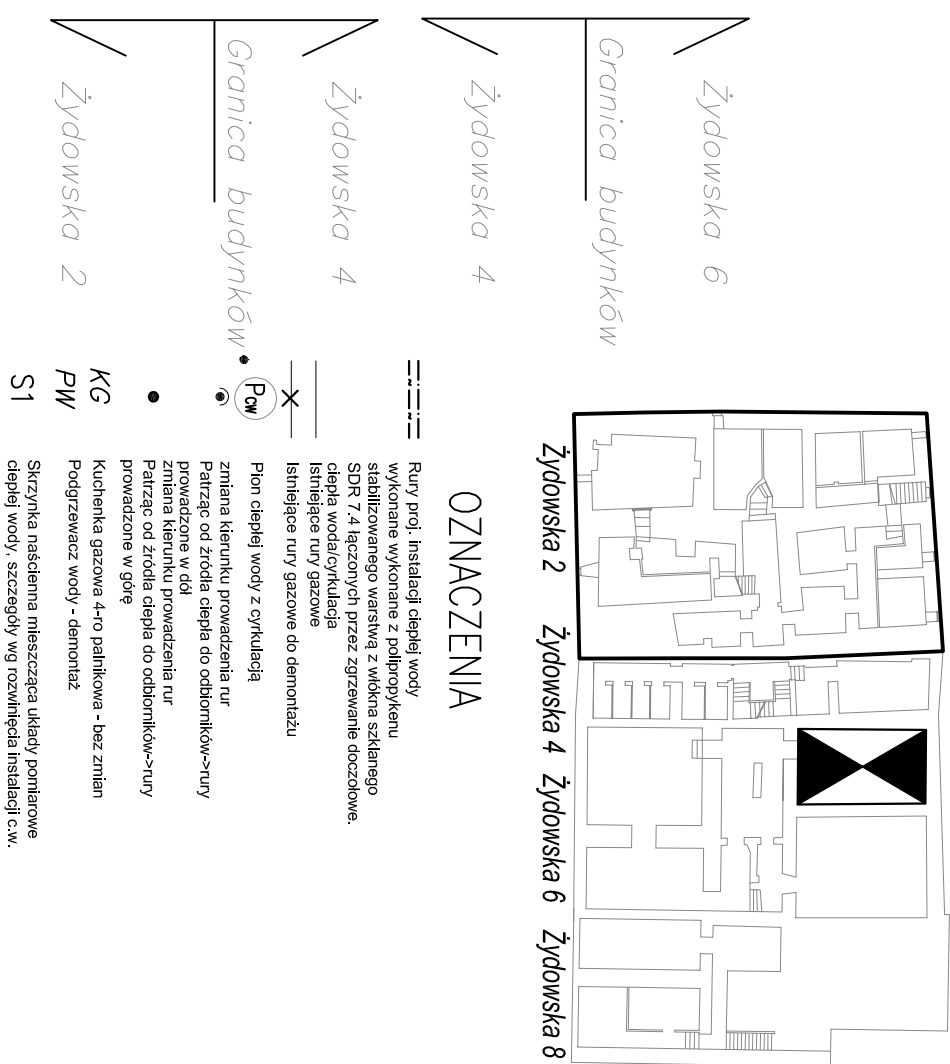 Żydowska 2
Żydowska 4
Żydowska 6
Żydowska 8
Żydowska 6
Granica budynków
Żydowska 4
Żydowska 4
Granica budynków
Żydowska 2
OZNACZENIA
Rury proj. instalacji ciepłej wody
wykonane wykonane z polipropykenu
stabilizowanego warstwą z włókna szklanego
SDR 7.4 łączonych przez zgrzewanie doczołowe.
ciepła woda/cyrkulacja
Istniejące rury gazowe
Istniejące rury gazowe do demontażu
Pcw
Pion ciepłej wody z cyrkulacją
zmiana kierunku prowadzenia rur
Patrząc od źródła ciepła do odbiorników->rury
prowadzone w dół
zmiana kierunku prowadzenia rur
Patrząc od źródła ciepła do odbiorników->rury
prowadzone w górę
KG Kuchenka gazowa 4-ro palnikowa - bez zmian
PW Podgrzewacz wody - demontaż
S1 Skrzynka naścienna mieszcząca układy pomiarowe
ciepłej wody, szczegóły wg rozwinięcia instalacji c.w.